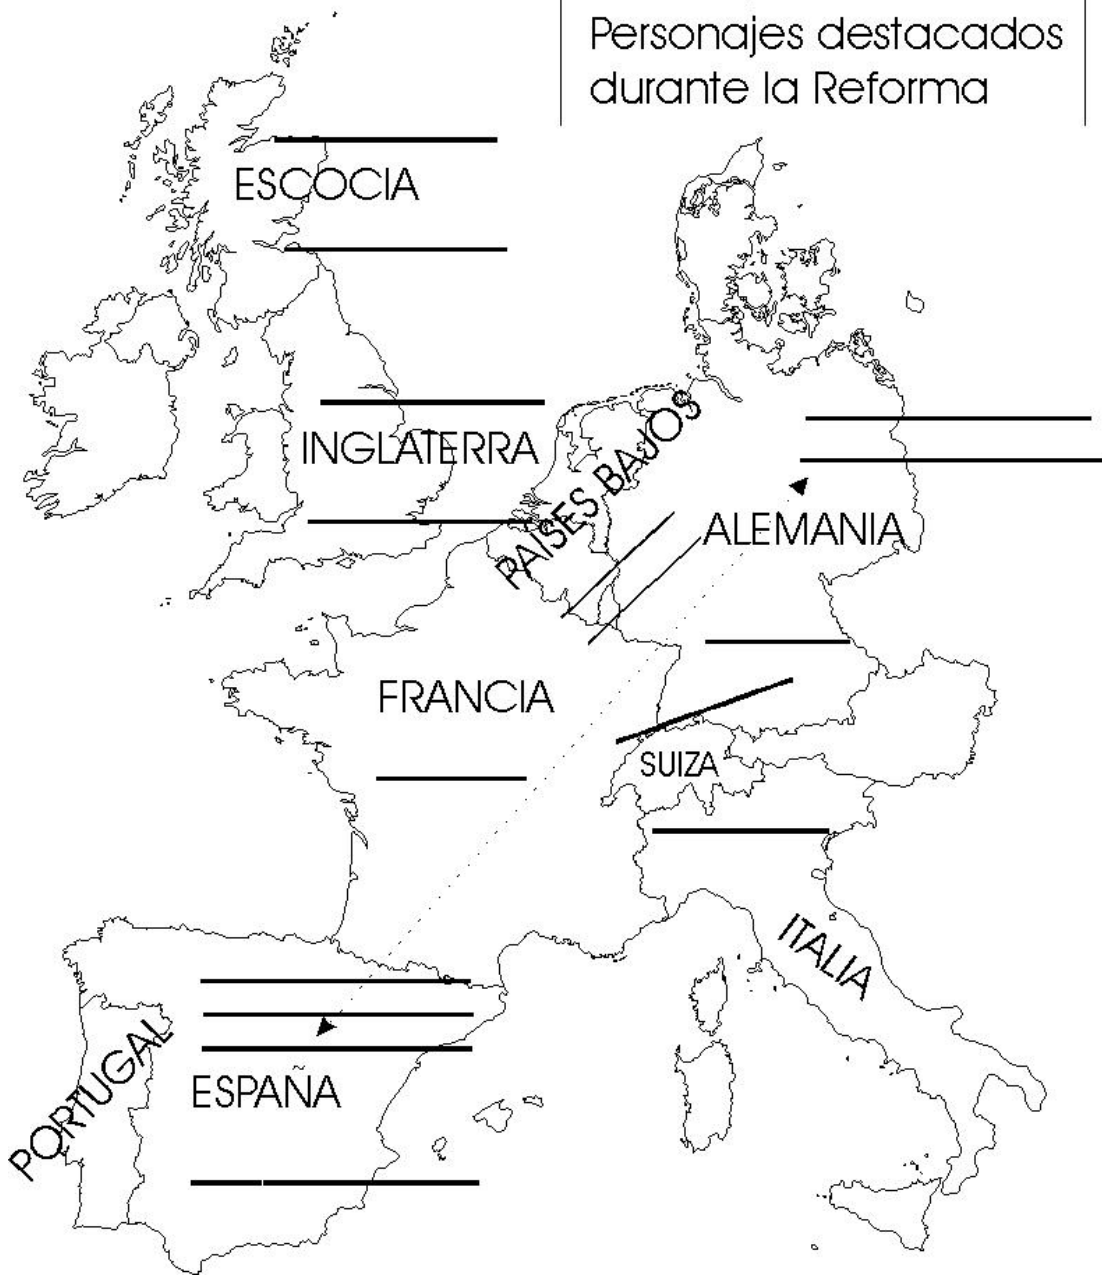 Personajes destacados
durante la Reforma
ESCOCIA
INGLATERRA
PAÍSES BAJOS
ALEMANIA
FRANCIA
SUIZA
ITALIA
PORTUGAL
ESPAÑA